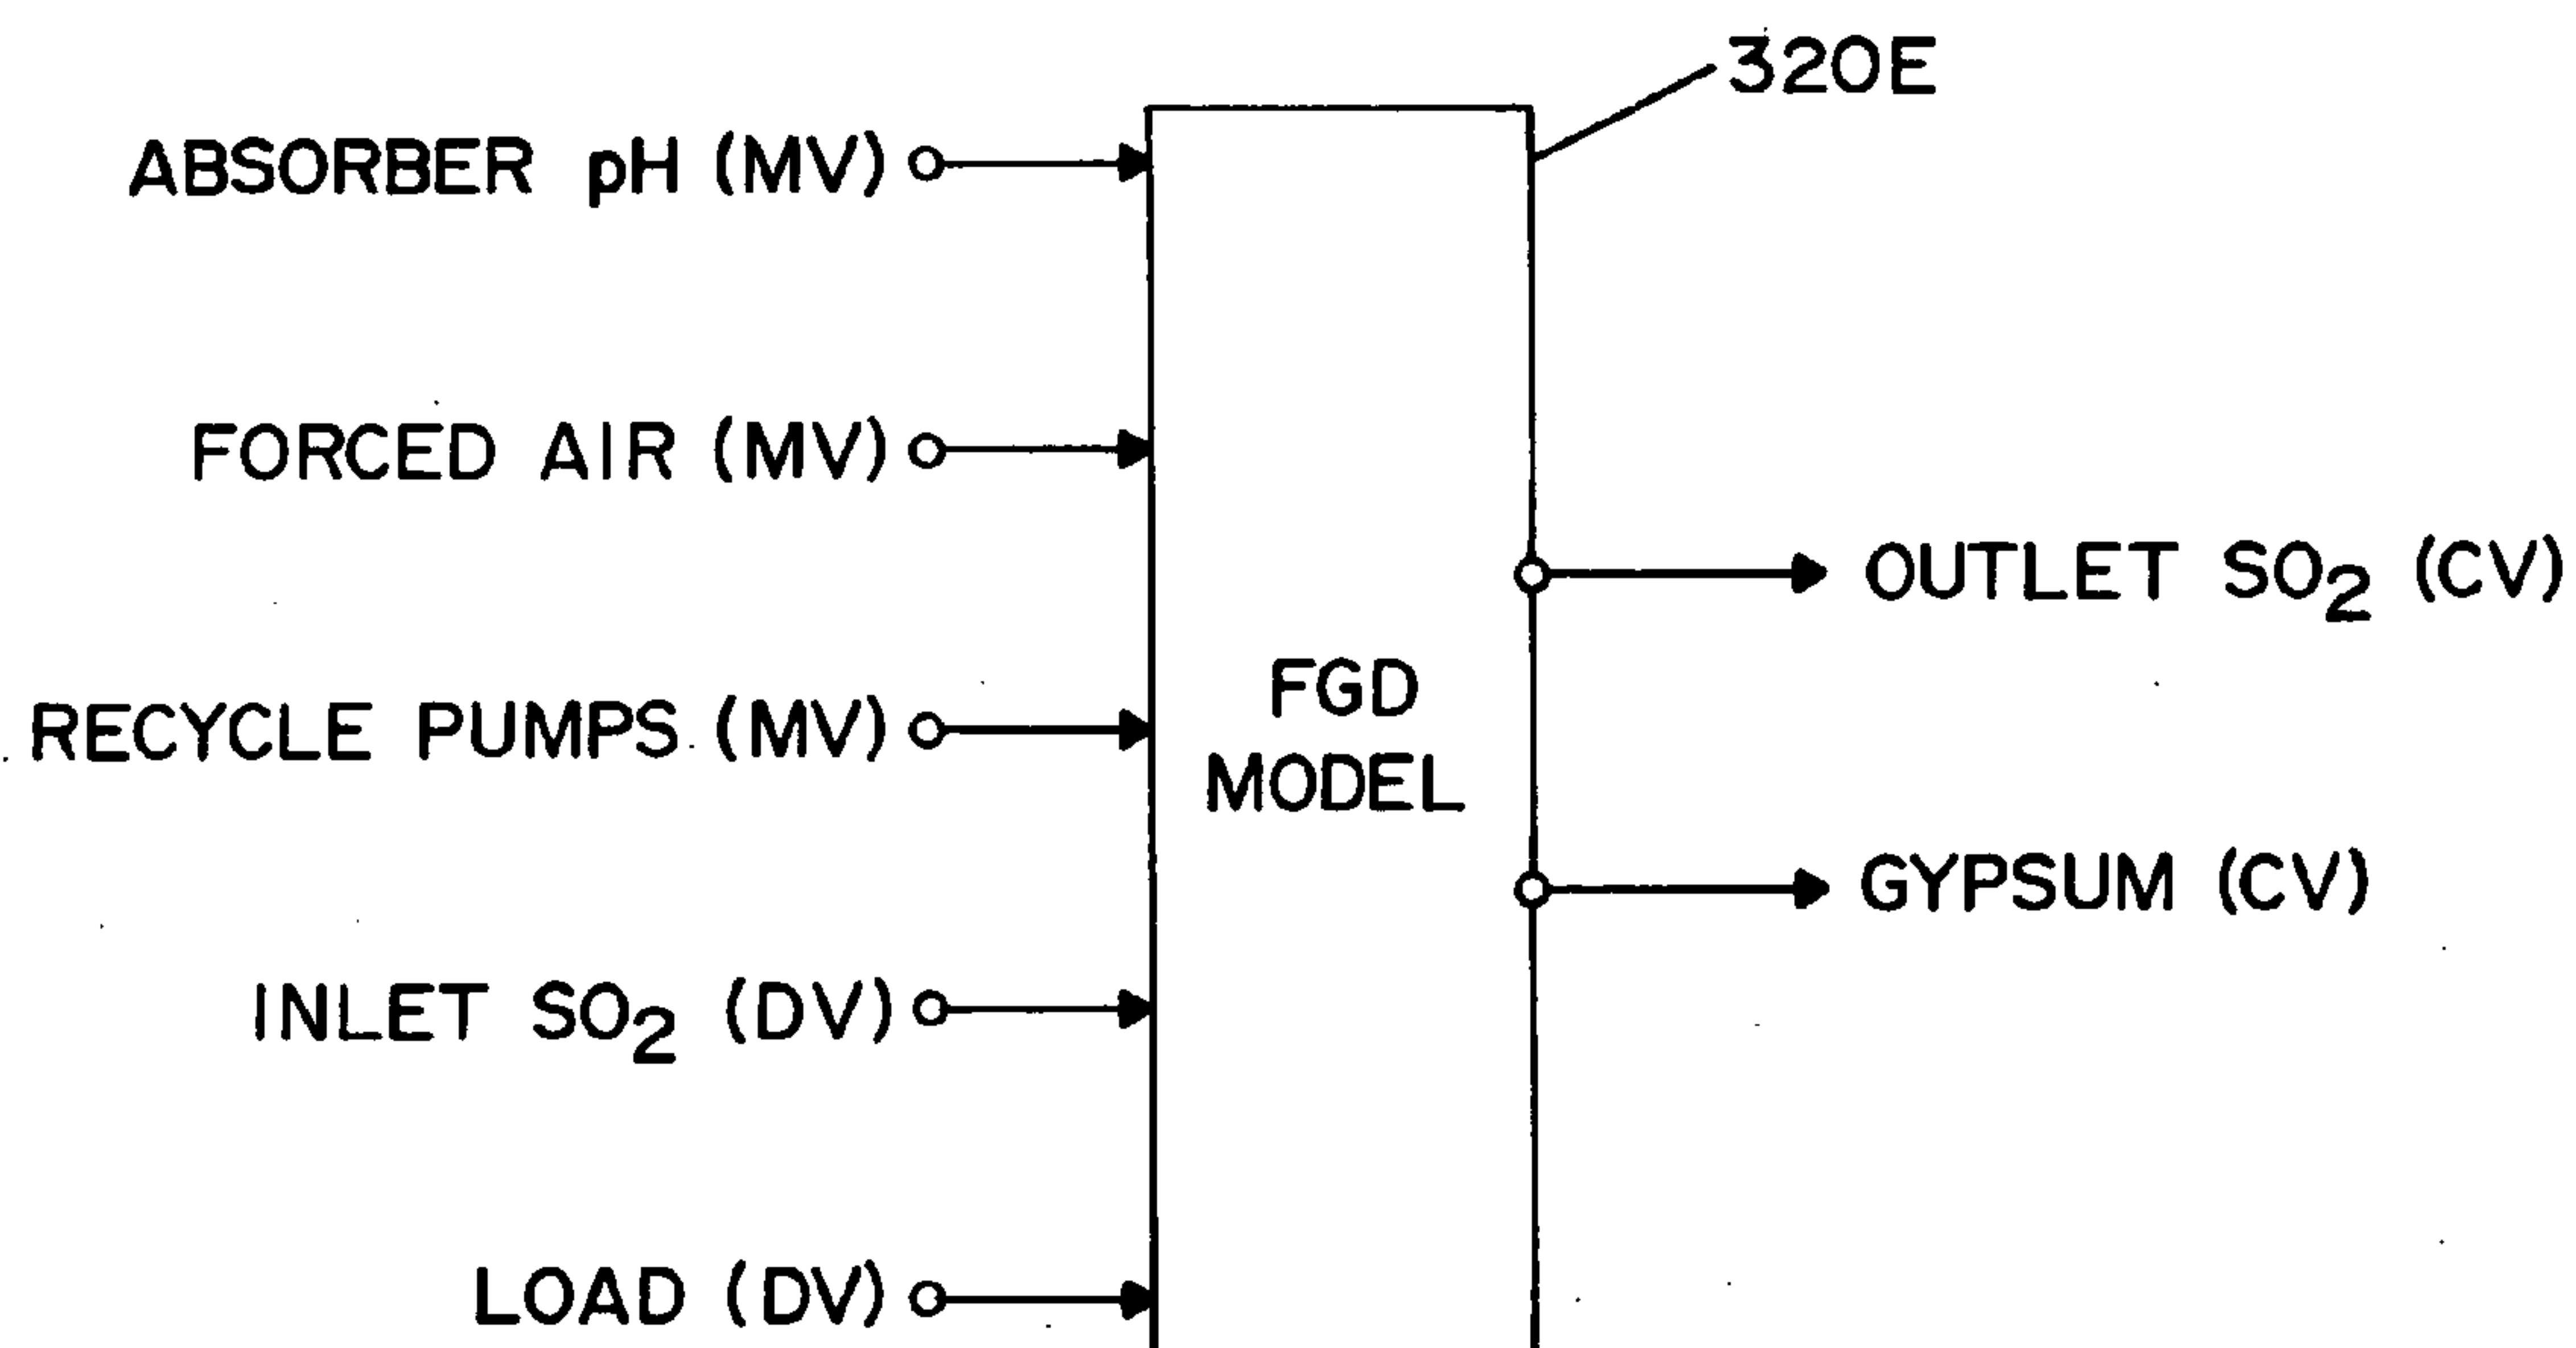 320E
ABSORBER pH (MV)
FORCED AIR (MV)
RECYCLE PUMPS (MV)
INLET SO2 (DV)
LOAD (DV)
FGD
MODEL
OUTLET SO2 (CV)
GYPSUM (CV)